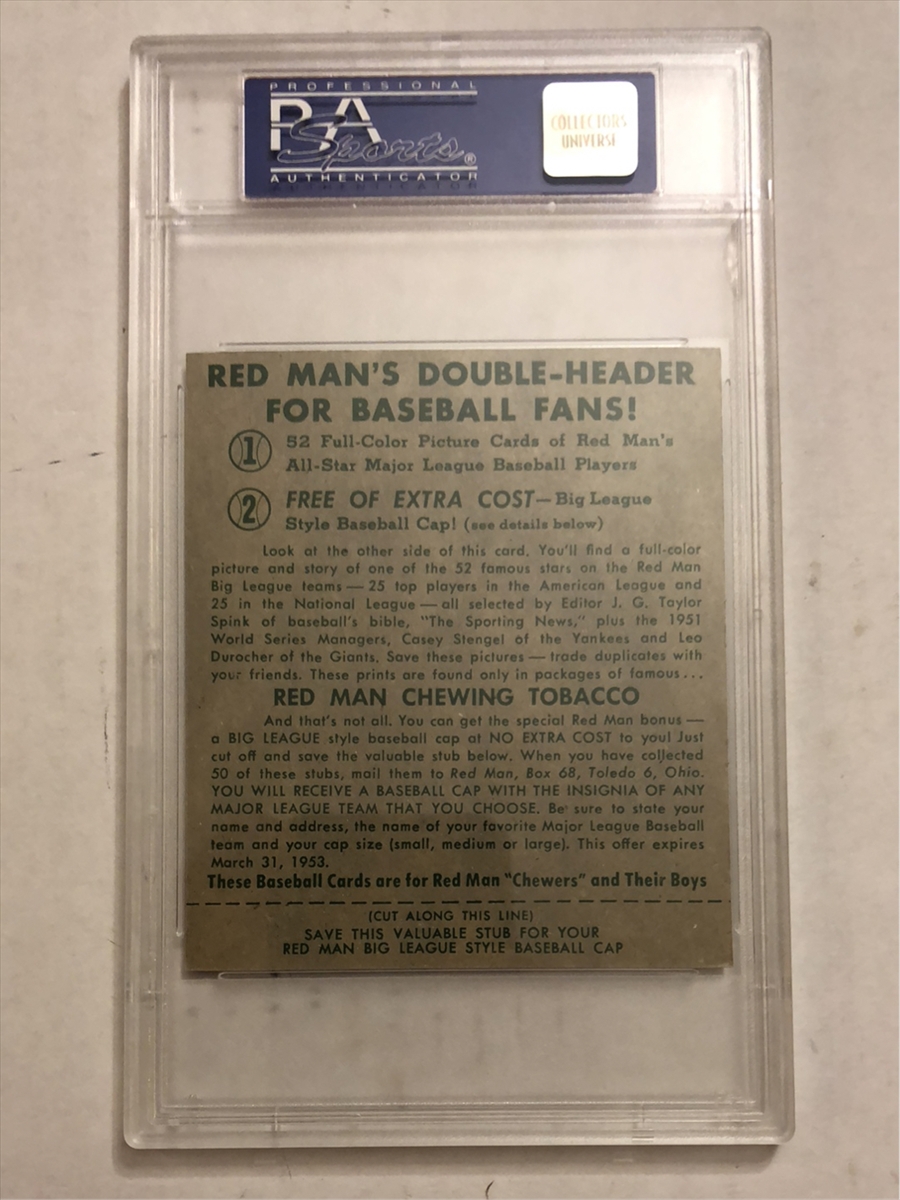 PROFESSIONAL
PSA
Sports®
AUTHENTICATOR
COLLECTORS
UNIVERSE
RED MAN'S DOUBLE-HEADER
FOR BASEBALL FANS!
1 52 Full-Color Picture Cards of Red Man's
All-Star Major League Baseball Players
2 FREE OF EXTRA COST—Big League
Style Baseball Cap! (see details below)
Look at the other side of this card. You'll find a full-color
picture and story of one of the 52 famous stars on the Red Man
Big League teams — 25 top players in the American League and
25 in the National League — all selected by Editor J. G. Taylor
Spink of baseball's bible, "The Sporting News," plus the 1951
World Series Managers, Casey Stengel of the Yankees and Leo
Durocher of the Giants. Save these pictures — trade duplicates with
your friends. These prints are found only in packages of famous...
RED MAN CHEWING TOBACCO
And that's not all. You can get the special Red Man bonus —
a BIG LEAGUE style baseball cap at NO EXTRA COST to you! Just
cut off and save the valuable stub below. When you have collected
50 of these stubs, mail them to Red Man, Box 68, Toledo 6, Ohio.
YOU WILL RECEIVE A BASEBALL CAP WITH THE INSIGNIA OF ANY
MAJOR LEAGUE TEAM THAT YOU CHOOSE. Be sure to state your
name and address, the name of your favorite Major League Baseball
team and your cap size (small, medium or large). This offer expires
March 31, 1953.
These Baseball Cards are for Red Man "Chewers" and Their Boys
(CUT ALONG THIS LINE)
SAVE THIS VALUABLE STUB FOR YOUR
RED MAN BIG LEAGUE STYLE BASEBALL CAP